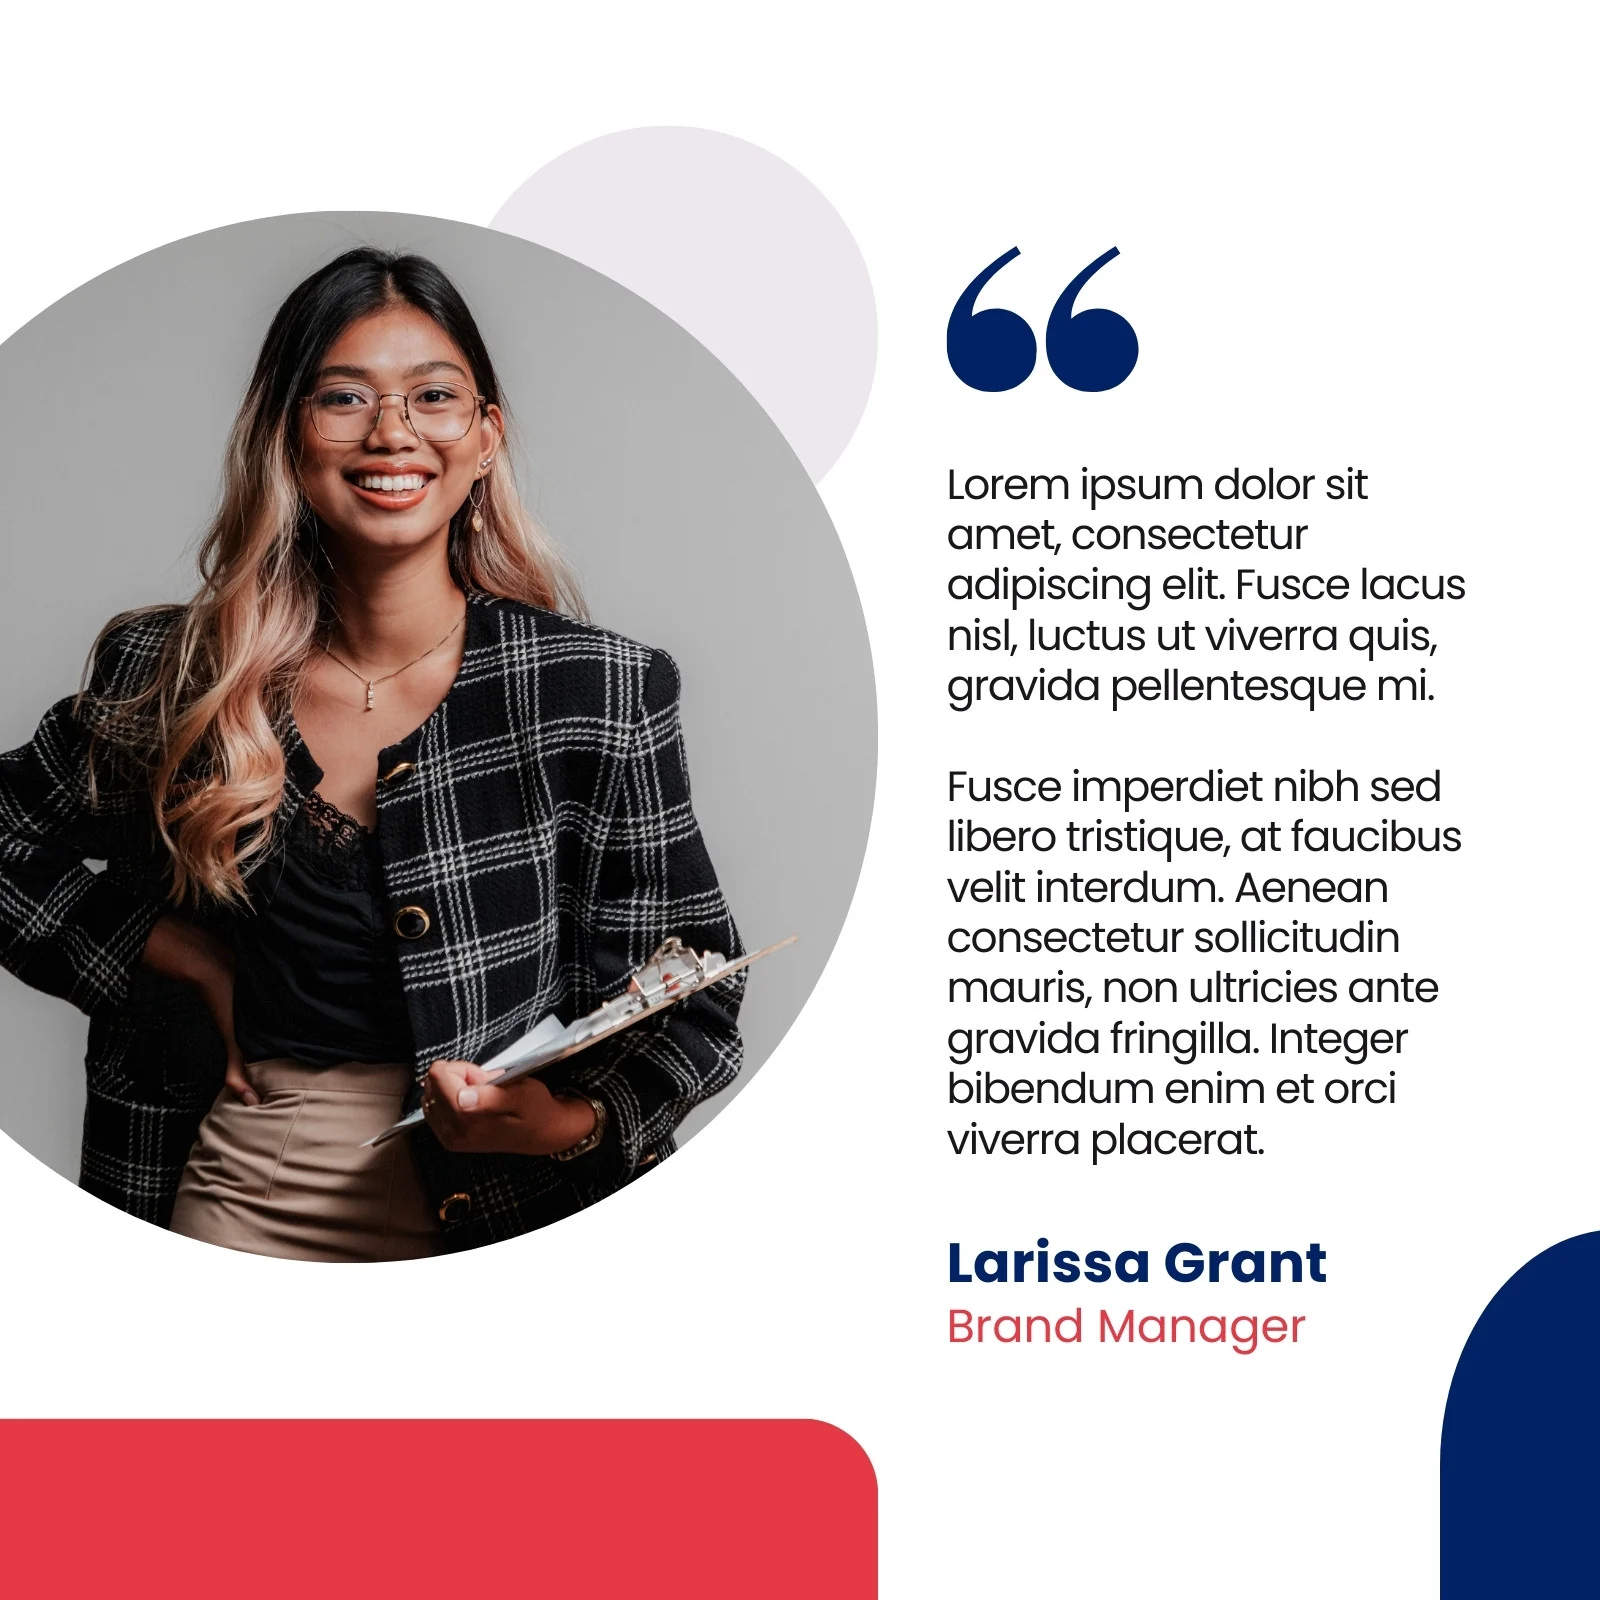 “
Lorem ipsum dolor sit
amet, consectetur
adipiscing elit. Fusce lacus
nisl, luctus ut viverra quis,
gravida pellentesque mi.
Fusce imperdiet nibh sed
libero tristique, at faucibus
velit interdum. Aenean
consectetur sollicitudin
mauris, non ultricies ante
gravida fringilla. Integer
bibendum enim et orci
viverra placerat.
Larissa Grant
Brand Manager